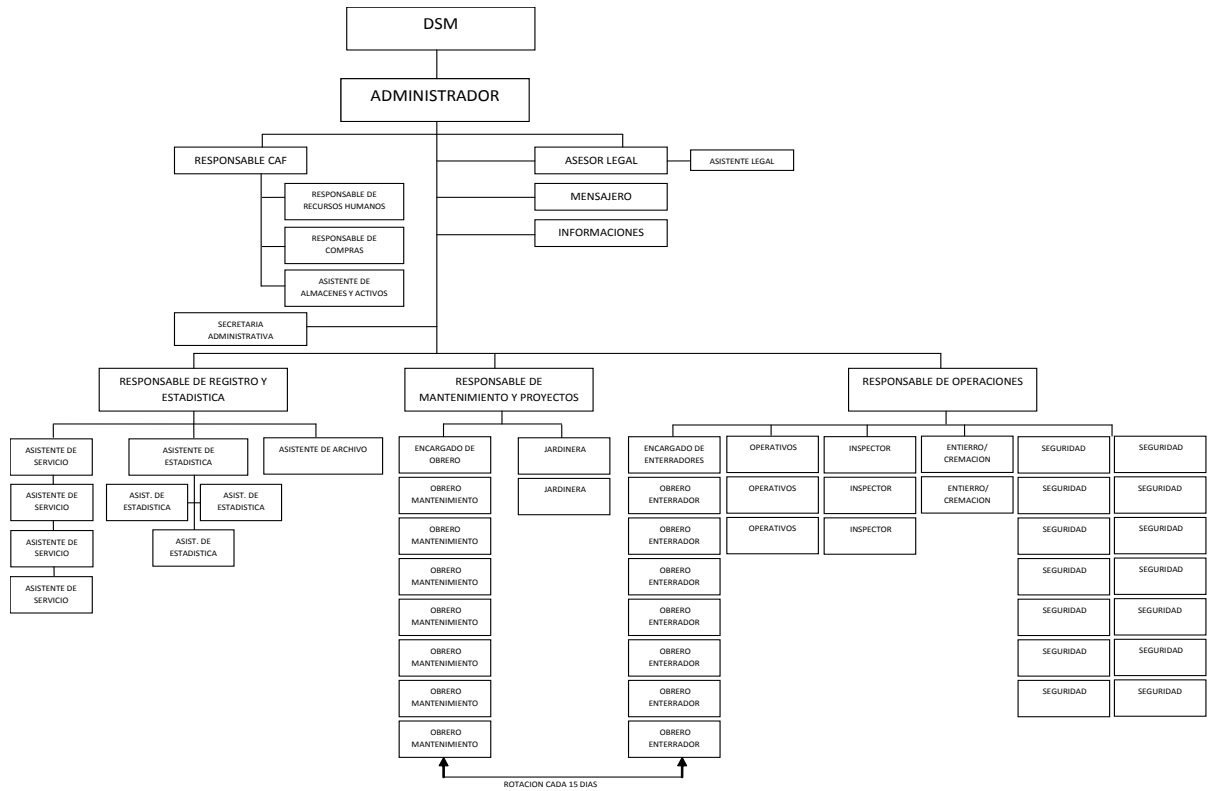 DSM
ADMINISTRADOR
RESPONSABLE CAF
ASESOR LEGAL
ASISTENTE LEGAL
RESPONSABLE DE
RECURSOS HUMANOS
MENSAJERO
RESPONSABLE DE
COMPRAS
INFORMACIONES
ASISTENTE DE
ALMACENES Y ACTIVOS
SECRETARIA
ADMINISTRATIVA
RESPONSABLE DE REGISTRO Y
ESTADISTICA
RESPONSABLE DE
MANTENIMIENTO Y PROYECTOS
RESPONSABLE DE OPERACIONES
ASISTENTE DE
SERVICIO
ASISTENTE DE
SERVICIO
ASISTENTE DE
SERVICIO
ASISTENTE DE
SERVICIO
ASISTENTE DE
ESTADISTICA
ASIST. DE
ESTADISTICA
ASIST. DE
ESTADISTICA
ASIST. DE
ESTADISTICA
ASISTENTE DE ARCHIVO
ENCARGADO DE
OBRERO
OBRERO
MANTENIMIENTO
OBRERO
MANTENIMIENTO
OBRERO
MANTENIMIENTO
OBRERO
MANTENIMIENTO
OBRERO
MANTENIMIENTO
OBRERO
MANTENIMIENTO
OBRERO
MANTENIMIENTO
JARDINERA
JARDINERA
ENCARGADO DE
ENTERRADORES
OBRERO
ENTERRADOR
OBRERO
ENTERRADOR
OBRERO
ENTERRADOR
OBRERO
ENTERRADOR
OBRERO
ENTERRADOR
OBRERO
ENTERRADOR
OBRERO
ENTERRADOR
OPERATIVOS
OPERATIVOS
OPERATIVOS
INSPECTOR
INSPECTOR
INSPECTOR
ENTIERRO/
CREMACION
ENTIERRO/
CREMACION
SEGURIDAD
SEGURIDAD
SEGURIDAD
SEGURIDAD
SEGURIDAD
SEGURIDAD
SEGURIDAD
SEGURIDAD
SEGURIDAD
SEGURIDAD
SEGURIDAD
SEGURIDAD
ROTACION CADA 15 DIAS